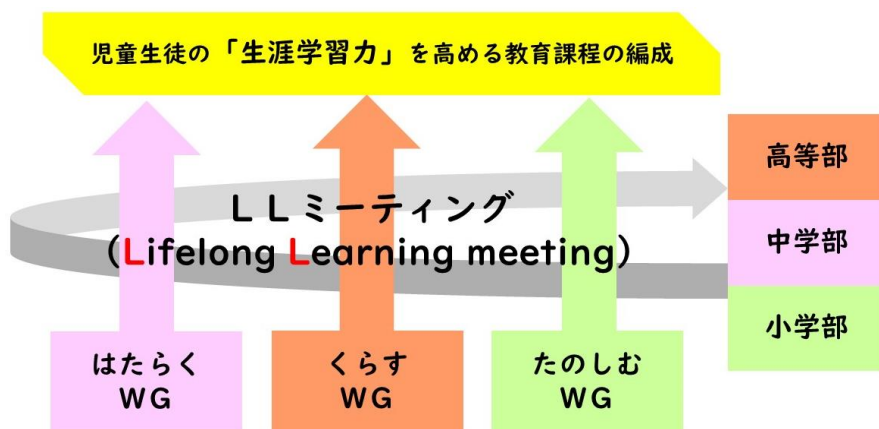 児童生徒の「生涯学習力」を高める教育課程の編成
LLミーティング
(Lifelong Learning meeting)
高等部
中学部
小学部
はたらく
WG
くらす
WG
たのしむ
WG